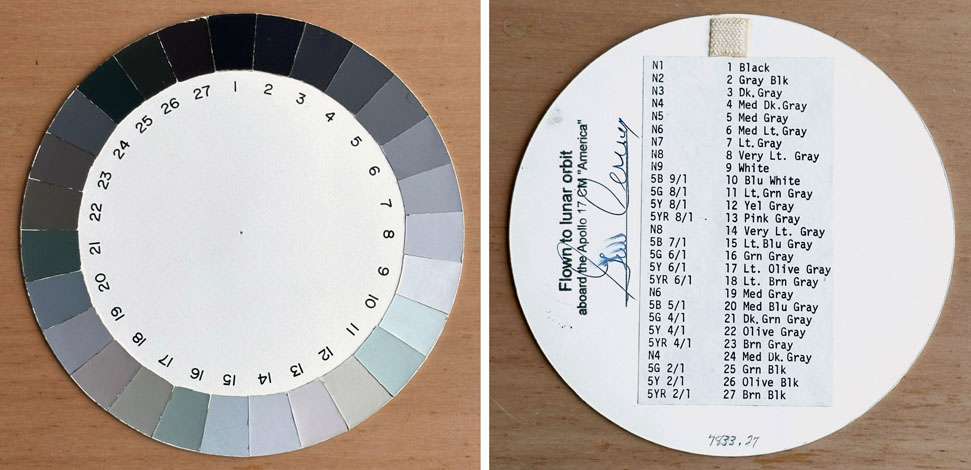 1 2 3 4 5 6 7 8 9 10 11 12 13 14 15 16 17 18 19 20 21 22 23 24 25 26 27
Flown to lunar orbit
aboard the Apollo 17 CM "America"
N1 1 Black
N2 2 Gray Blk
N3 3 Dk.Gray
N4 4 Med Dk.Gray
N5 5 Med Gray
N6 6 Med Lt.Gray
N7 7 Lt.Gray
N8 8 Very Lt. Gray
N9 9 White
5B 9/1 10 Blu White
5G 8/1 11 Lt.Grn Gray
5Y 8/1 12 Yel Gray
5YR 8/1 13 Pink Gray
N8 14 Very Lt. Gray
5B 7/1 15 Lt.Blu Gray
5G 6/1 16 Grn Gray
5Y 6/1 17 Lt. Olive Gray
5YR 6/1 18 Lt. Brn Gray
N6 19 Med Gray
5B 5/1 20 Med Blu Gray
5G 4/1 21 Dk.Grn Gray
5Y 4/1 22 Olive Gray
5YR 4/1 23 Brn Gray
N4 24 Med Dk.Gray
5G 2/1 25 Grn Blk
5Y 2/1 26 Olive Blk
5YR 2/1 27 Brn Blk